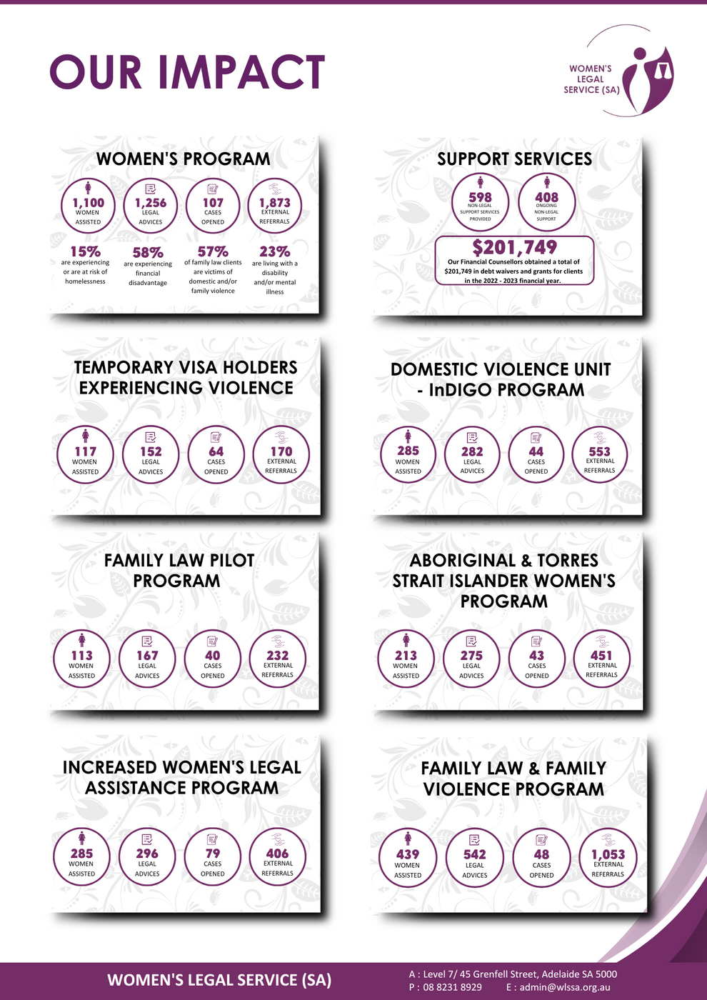 OUR IMPACT
WOMEN'S
LEGAL
SERVICE (SA)
WOMEN'S PROGRAM
1,100
WOMEN
ASSISTED
1,256
LEGAL
ADVICES
107
CASES
OPENED
1,873
EXTERNAL
REFERRALS
15%
are experiencing
or are at risk of
homelessness
58%
are experiencing
financial
disadvantage
57%
of family law clients
are victims of
domestic and/or
family violence
23%
are living with a
disability
and/or mental
illness
SUPPORT SERVICES
598
NON-LEGAL
SUPPORT SERVICES
PROVIDED
408
ONGOING
NON-LEGAL
SUPPORT
$201,749
Our Financial Counsellors obtained a total of
$201,749 in debt waivers and grants for clients
in the 2022 - 2023 financial year.
TEMPORARY VISA HOLDERS
EXPERIENCING VIOLENCE
117
WOMEN
ASSISTED
152
LEGAL
ADVICES
64
CASES
OPENED
170
EXTERNAL
REFERRALS
DOMESTIC VIOLENCE UNIT
- InDIGO PROGRAM
285
WOMEN
ASSISTED
282
LEGAL
ADVICES
44
CASES
OPENED
553
EXTERNAL
REFERRALS
FAMILY LAW PILOT
PROGRAM
113
WOMEN
ASSISTED
167
LEGAL
ADVICES
40
CASES
OPENED
232
EXTERNAL
REFERRALS
ABORIGINAL & TORRES
STRAIT ISLANDER WOMEN'S
PROGRAM
213
WOMEN
ASSISTED
275
LEGAL
ADVICES
43
CASES
OPENED
451
EXTERNAL
REFERRALS
INCREASED WOMEN'S LEGAL
ASSISTANCE PROGRAM
285
WOMEN
ASSISTED
296
LEGAL
ADVICES
79
CASES
OPENED
406
EXTERNAL
REFERRALS
FAMILY LAW & FAMILY
VIOLENCE PROGRAM
439
WOMEN
ASSISTED
542
LEGAL
ADVICES
48
CASES
OPENED
1,053
EXTERNAL
REFERRALS
WOMEN'S LEGAL SERVICE (SA)
A : Level 7/ 45 Grenfell Street, Adelaide SA 5000
P : 08 8231 8929 E : admin@wlssa.org.au